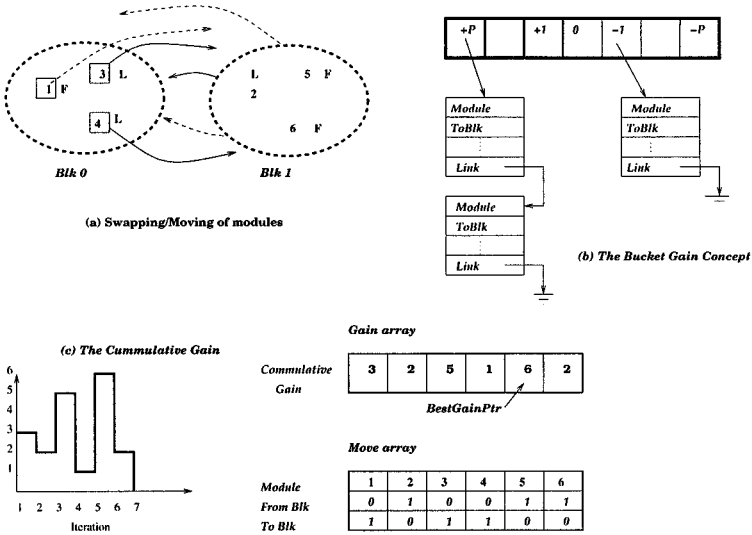 1 F
3 L
4 L
L
2
5 F
6 F
Blk 0
Blk 1
(a) Swapping/Moving of modules
+P +1 0 -1 -P
Module
ToBlk
Link
Module
ToBlk
Link
Module
ToBlk
Link
(b) The Bucket Gain Concept
(c) The Cummulative Gain
6
5
4
3
2
1
1 2 3 4 5 6 7
Iteration
Gain array
Commulative
Gain
3 2 5 1 6 2
BestGainPtr
Move array
Module 1 2 3 4 5 6
From Blk 0 1 0 0 1 1
To Blk 1 0 1 1 0 0